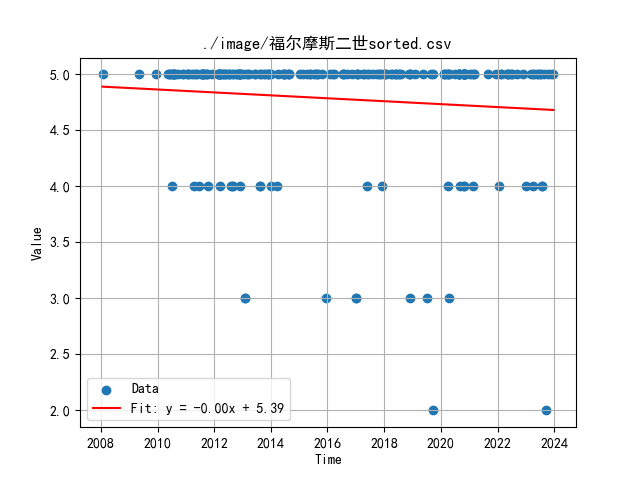 ./image/福尔摩斯二世sorted.csv
5.0
4.5
4.0
3.5
3.0
2.5
2.0
Value
Data
Fit: y = -0.00x + 5.39
2008 2010 2012 2014 2016 2018 2020 2022 2024
Time